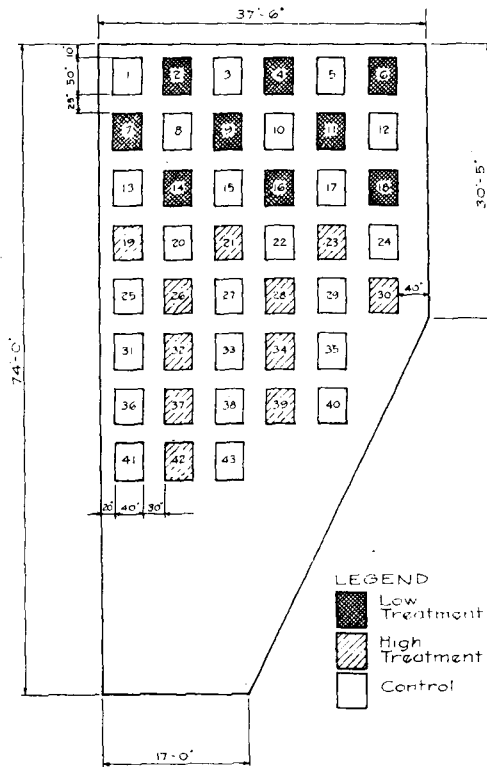 37'-6"
10"
1 2 3 4 5 6
50"
25"
7 8 9 10 11 12
13 14 15 16 17 18
30'-5"
19 20 21 22 23 24
25 26 27 28 29 30
40"
74'-0"
31 32 33 34 35
36 37 38 39 40
41 42 43
20" 40" 30"
LEGEND
Low
Treatment
High
Treatment
Control
17'-0"